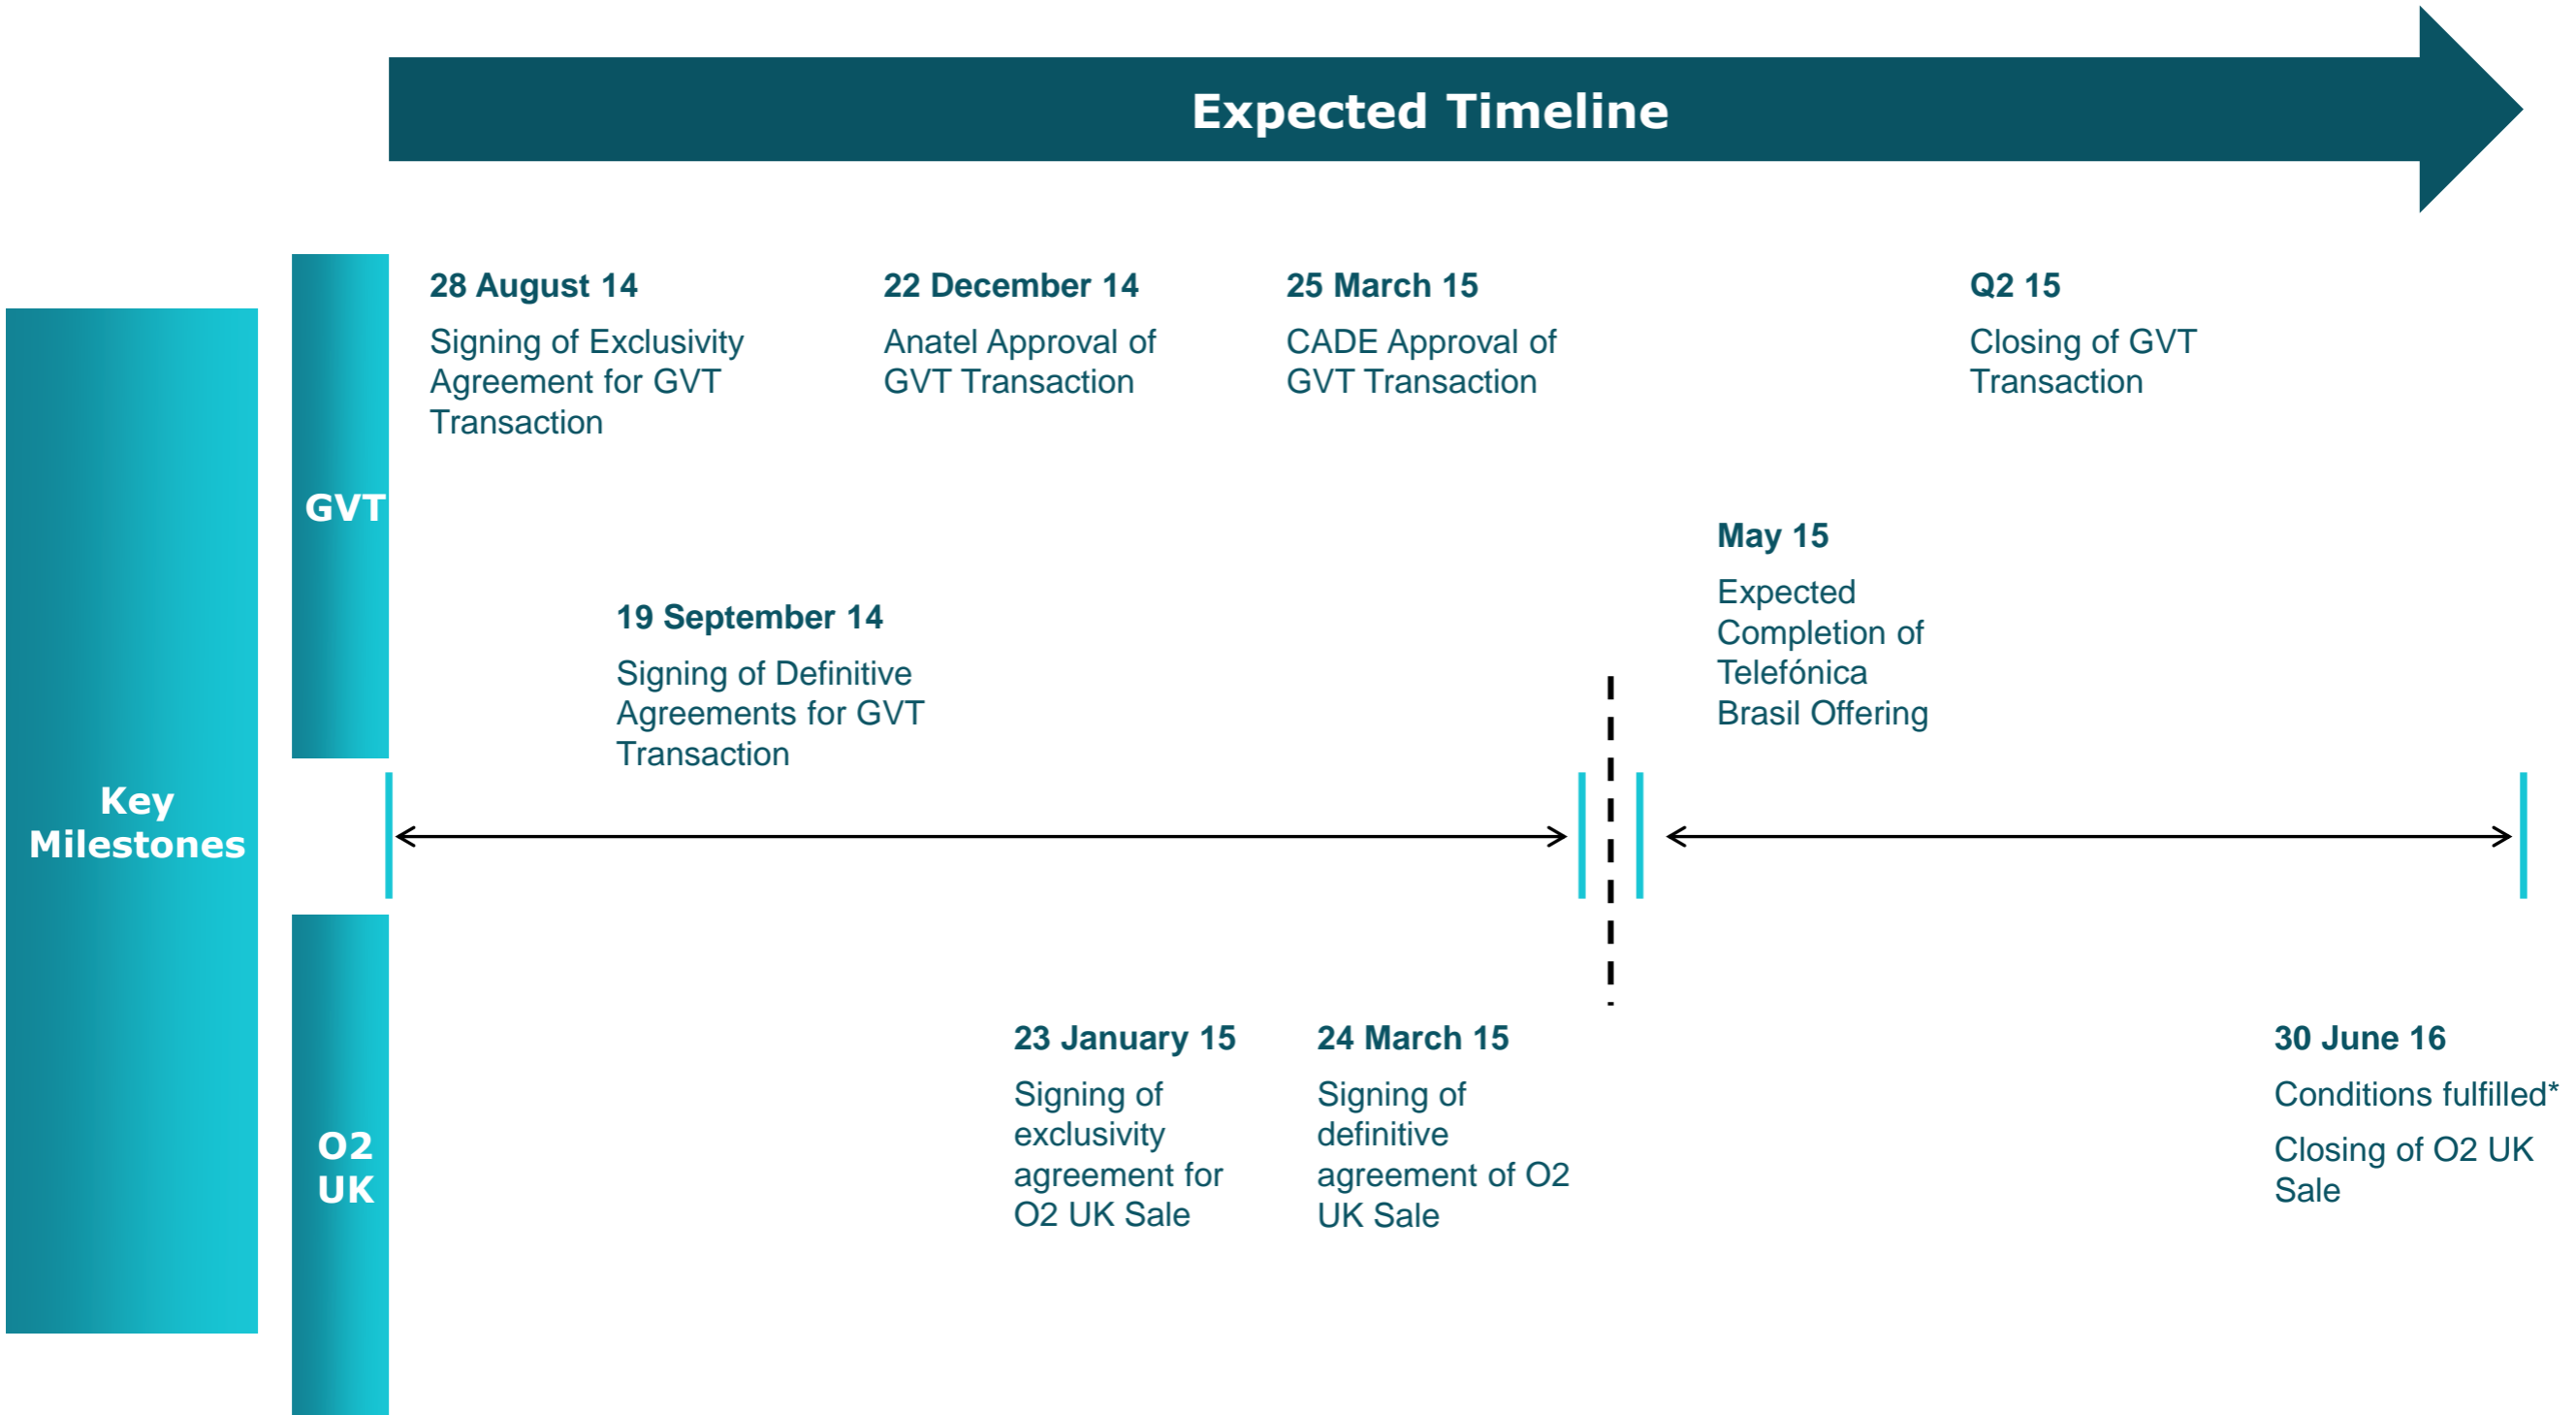 Expected Timeline
Key
Milestones
GVT
28 August 14
Signing of Exclusivity
Agreement for GVT
Transaction
22 December 14
Anatel Approval of
GVT Transaction
25 March 15
CADE Approval of
GVT Transaction
Q2 15
Closing of GVT
Transaction
19 September 14
Signing of Definitive
Agreements for GVT
Transaction
May 15
Expected
Completion of
Telefónica
Brasil Offering
O2
UK
23 January 15
Signing of
exclusivity
agreement for
O2 UK Sale
24 March 15
Signing of
definitive
agreement of O2
UK Sale
30 June 16
Conditions fulfilled*
Closing of O2 UK
Sale